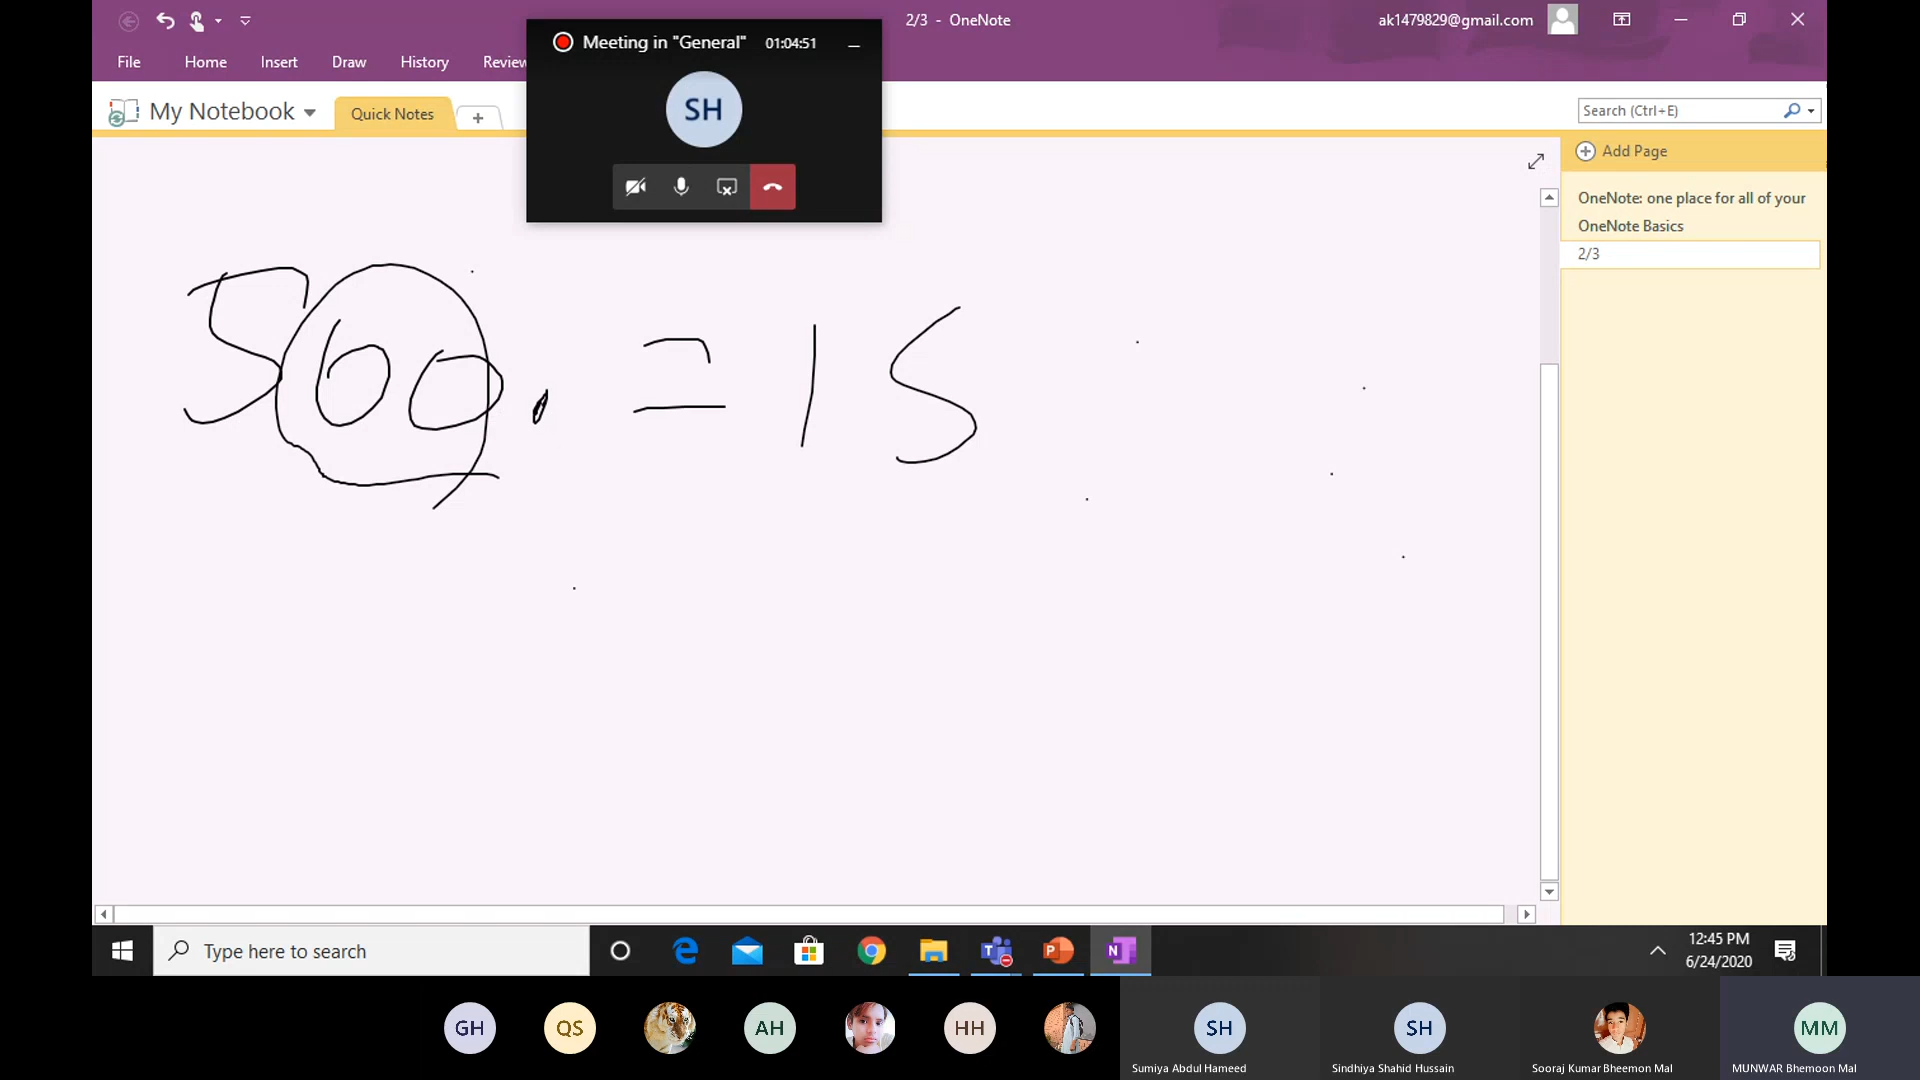 2/3 - OneNote
ak1479829@gmail.com
Meeting in "General" 01:04:51
File Home Insert Draw History Review
SH
My Notebook
Quick Notes
Search (Ctrl+E)
Add Page
OneNote: one place for all of your
OneNote Basics
2/3
500. = 15
Type here to search
12:45 PM
6/24/2020
GH QS AH HH SH SH MM
Sumiya Abdul Hameed
Sindhiya Shahid Hussain
Sooraj Kumar Bheemon Mal
MUNWAR Bhemoon Mal